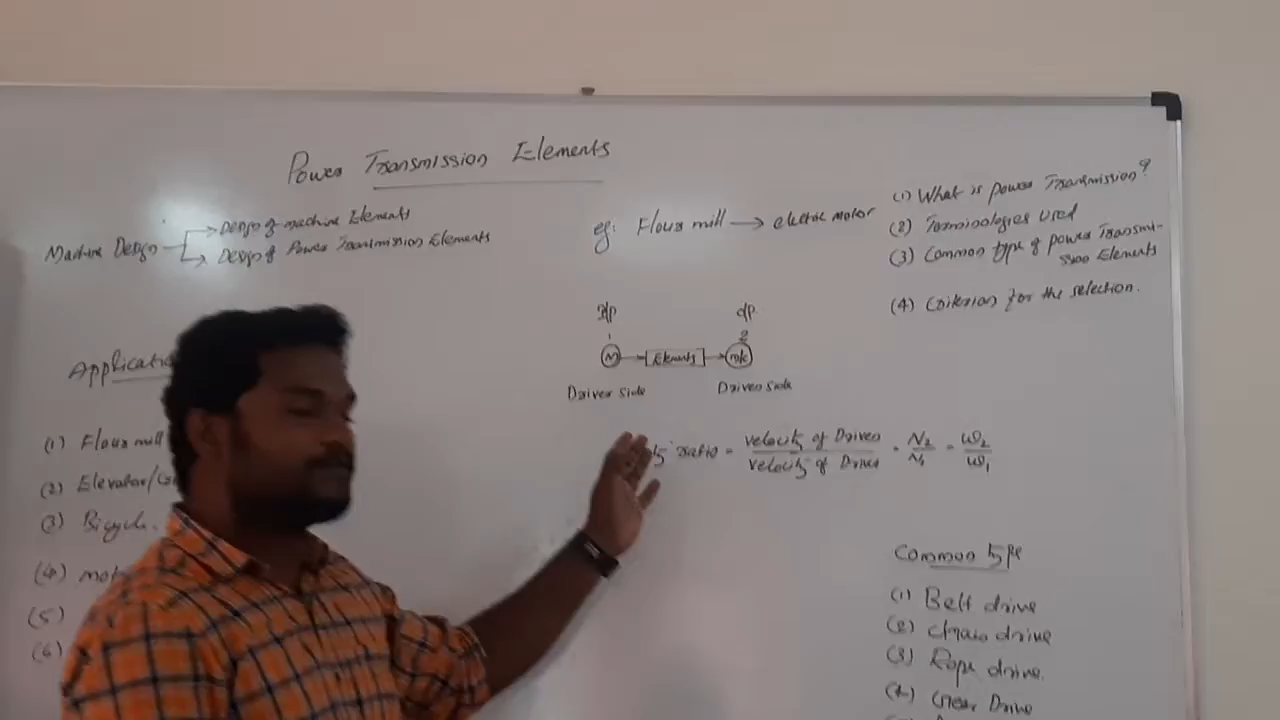 Power Transmission Elements
Machine Design
Design of machine Elements
Design of Power Transmission Elements
eg: Flour mill → electric motor
(1) What is power Transmission?
(2) Terminologies used
(3) Common type of power Transmi-
ssion Elements
(4) Criterion for the selection.
I/p
O/p
1
2
M
Elements
m/c
Driver side
Driven side
ratio = velocity of Driven / velocity of Driver = N2/N1 = ω2/ω1
Application
(1) Flour mill
(2) Elevator/
(3) Bicycle.
(4)
(5)
(6)
Common type
(1) Belt drive
(2) chain drive
(3) Rope drive.
(4) Gear Drive